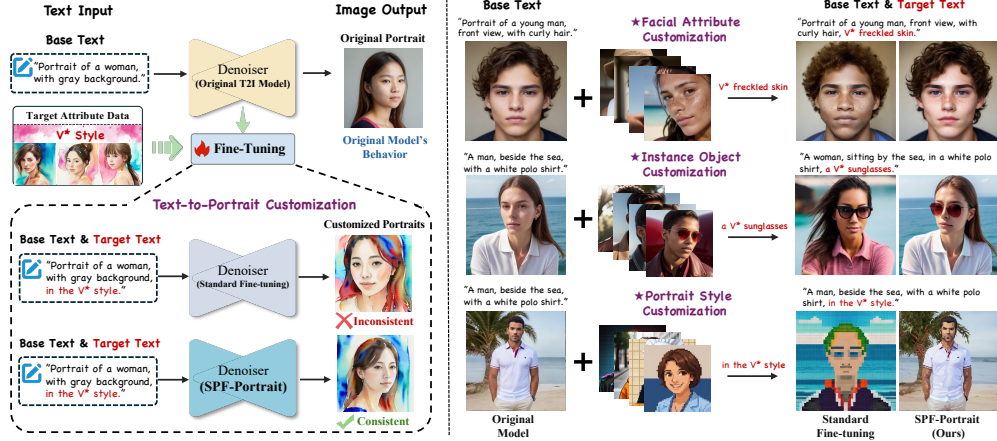 Text Input
Image Output
Base Text
"Portrait of a woman,
with gray background."
Denoiser
(Original T2I Model)
Original Portrait
Original Model's
Behavior
Target Attribute Data
V* Style
Fine-Tuning
Text-to-Portrait Customization
Base Text & Target Text
"Portrait of a woman,
with gray background,
in the V* style."
Denoiser
(Standard Fine-tuning)
Customized Portraits
Inconsistent
Base Text & Target Text
"Portrait of a woman,
with gray background,
in the V* style."
Denoiser
(SPF-Portrait)
Consistent
Base Text
Base Text & Target Text
"Portrait of a young man,
front view, with curly hair."
★Facial Attribute
Customization
V* freckled skin
"Portrait of a young man, front view, with
curly hair, V* freckled skin."
"A man, beside the sea,
with a white polo shirt."
★Instance Object
Customization
a V* sunglasses
"A woman, sitting by the sea, in a white polo
shirt, a V* sunglasses."
"A man, beside the sea,
with a white polo shirt."
★Portrait Style
Customization
in the V* style
"A man, beside the sea, with a white polo
shirt, in the V* style."
Original
Model
Standard
Fine-tuning
SPF-Portrait
(Ours)